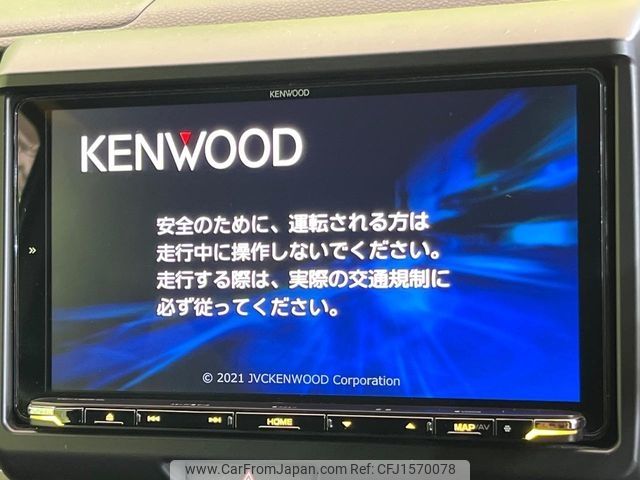 KENWOOD
KENWOOD
安全のために、運転される方は
走行中に操作しないでください。
走行する際は、実際の交通規制に
必ず従ってください。
© 2021 JVCKENWOOD Corporation
HOME
MAP/AV
www.CarFromJapan.com CFJ1570078